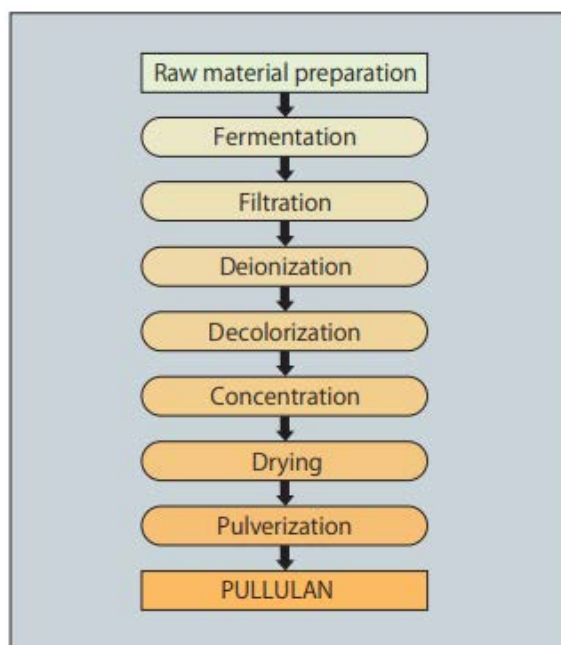 Raw material preparation
Fermentation
Filtration
Deionization
Decolorization
Concentration
Drying
Pulverization
PULLULAN